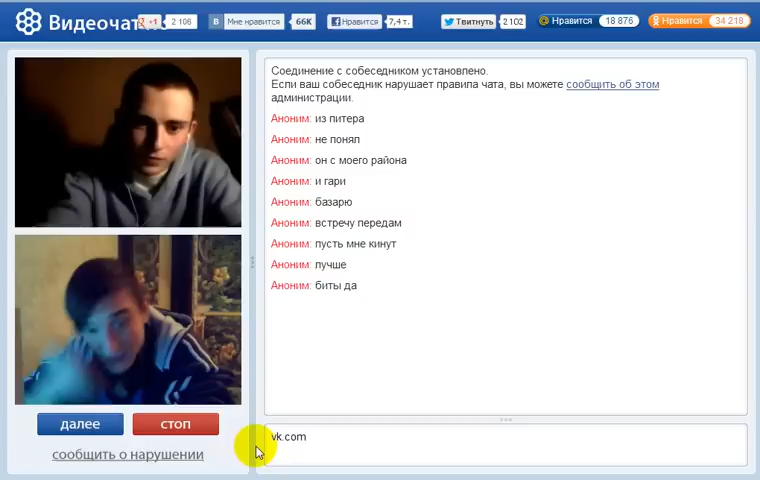 Видеочат
+1 2 106
В Мне нравится 66K
Нравится 7,4 т.
Твитнуть 2 102
Нравится 18 876
Нравится 34 218
Соединение с собеседником установлено.
Если ваш собеседник нарушает правила чата, вы можете сообщить об этом
администрации.
Аноним: из питера
Аноним: не понял
Аноним: он с моего района
Аноним: и гари
Аноним: базарю
Аноним: встречу передам
Аноним: пусть мне кинут
Аноним: лучше
Аноним: биты да
далее
стоп
сообщить о нарушении
vk.com